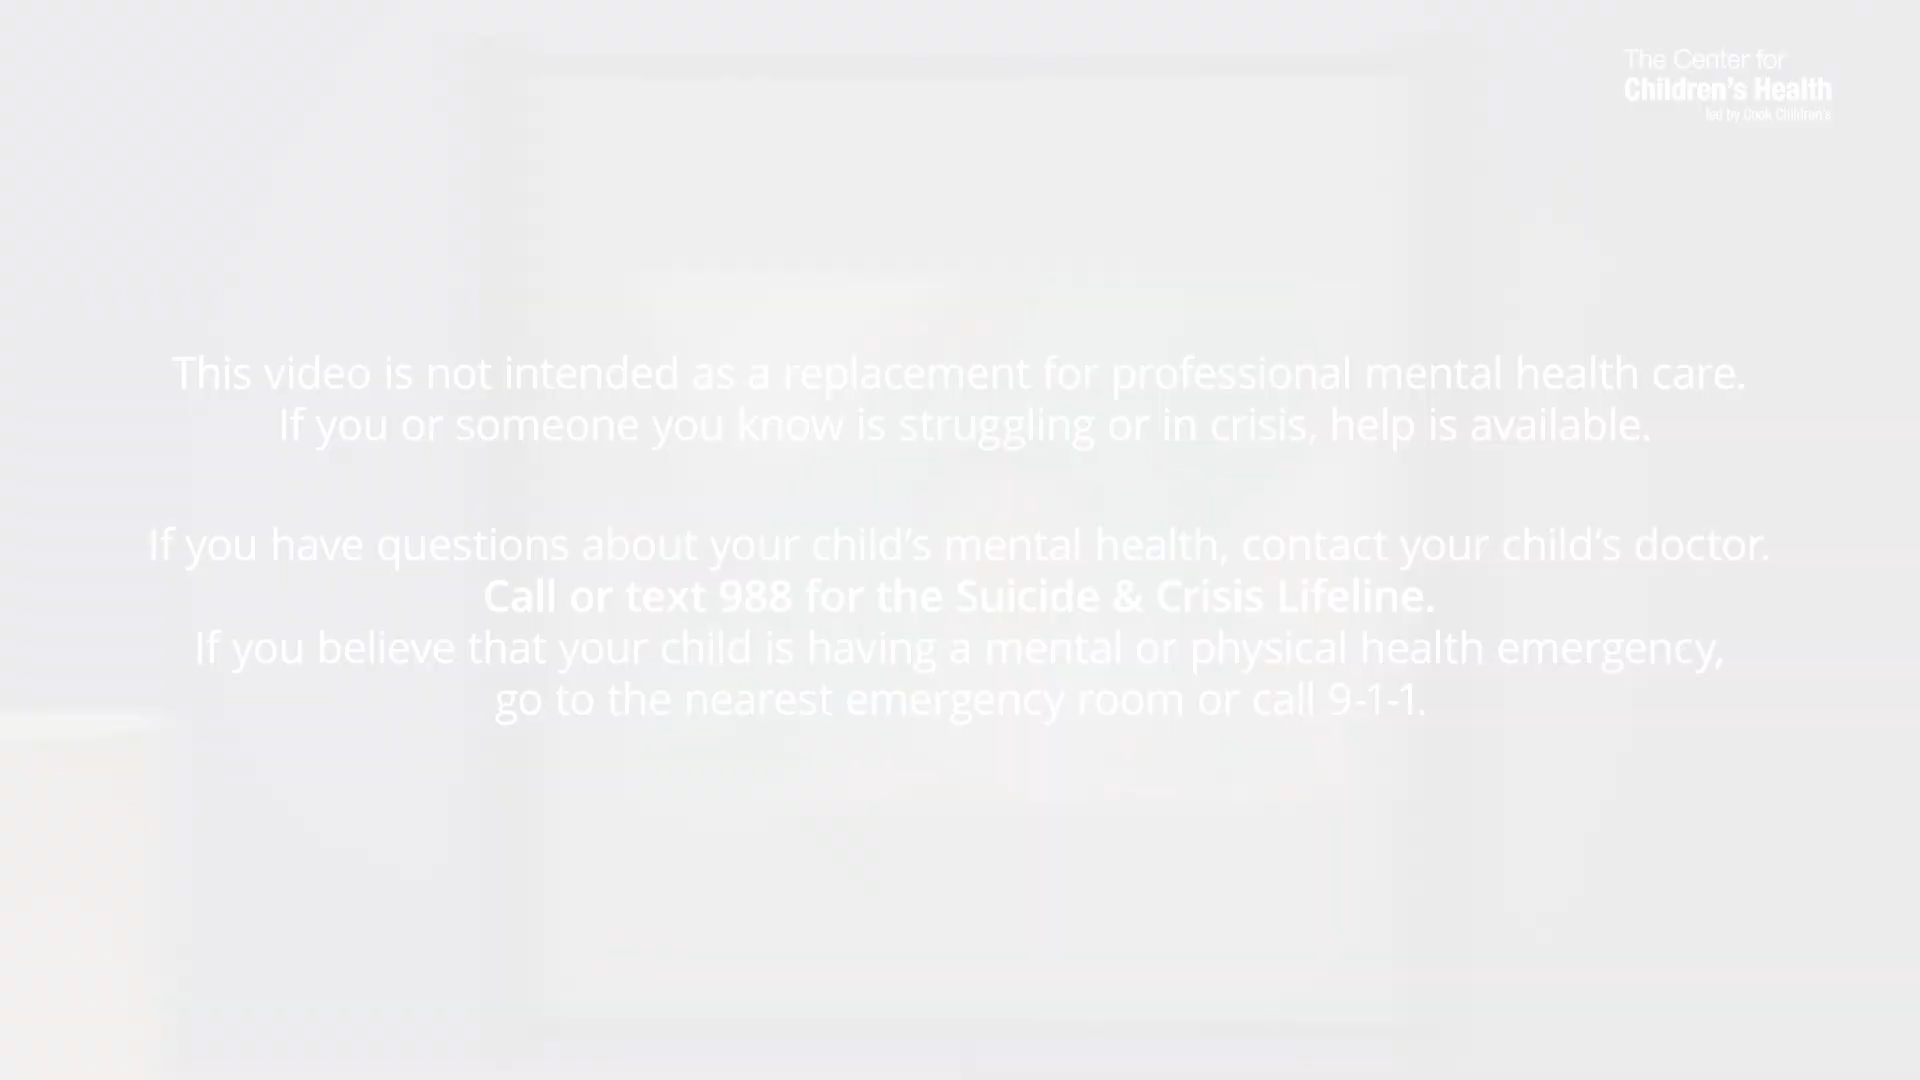 The Center for
Children's Health
led by Cook Children's
This video is not intended as a replacement for professional mental health care.
If you or someone you know is struggling or in crisis, help is available.
If you have questions about your child's mental health, contact your child's doctor.
Call or text 988 for the Suicide & Crisis Lifeline.
If you believe that your child is having a mental or physical health emergency,
go to the nearest emergency room or call 9-1-1.